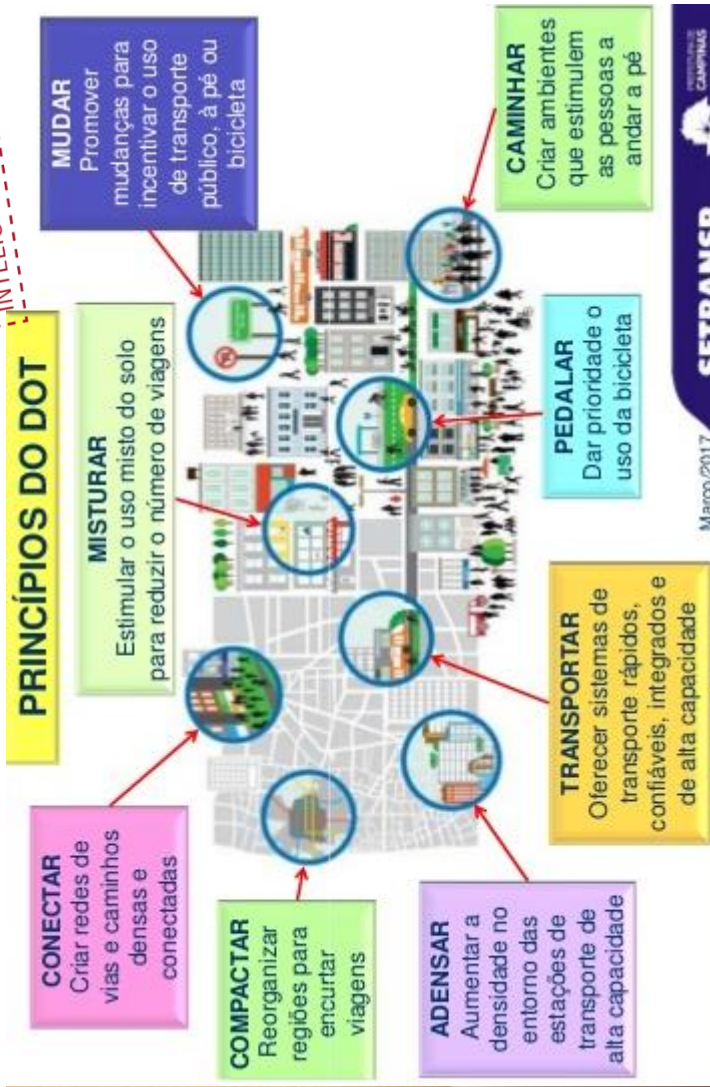 PRINCÍPIOS DO DOT
CONECTAR
Criar redes de
vias e caminhos
densas e
conectadas
MISTURAR
Estimular o uso misto do solo
para reduzir o número de viagens
MUDAR
Promover
mudanças para
incentivar o uso
de transporte
público, à pé ou
bicicleta
COMPACTAR
Reorganizar
regiões para
encurtar
viagens
ADENSAR
Aumentar a
densidade no
entorno das
estações de
transporte de
alta capacidade
TRANSPORTAR
Oferecer sistemas de
transporte rápidos,
confiáveis, integrados e
de alta capacidade
PEDALAR
Dar prioridade o
uso da bicicleta
CAMINHAR
Criar ambientes
que estimulem
as pessoas a
andar a pé
Março/2017
SETRANSP
PREFEITURA DE
CAMPINAS